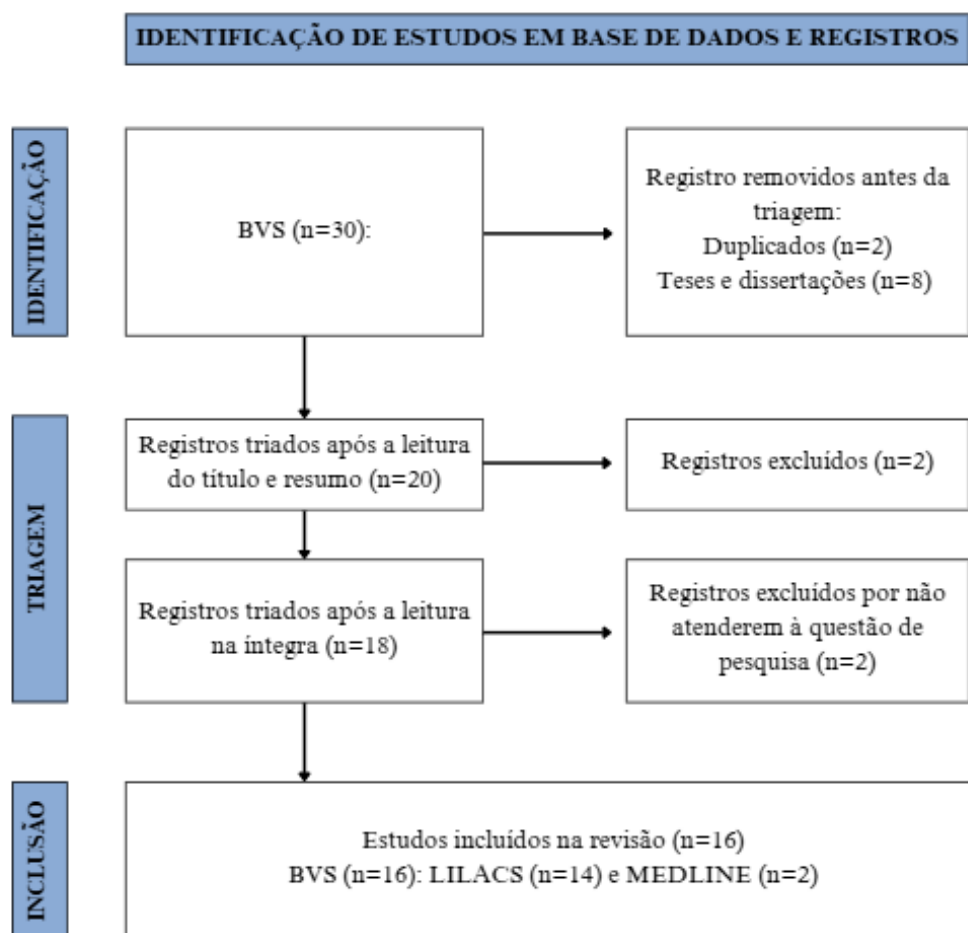 IDENTIFICAÇÃO DE ESTUDOS EM BASE DE DADOS E REGISTROS
IDENTIFICAÇÃO
BVS (n=30):
Registro removidos antes da
triagem:
Duplicados (n=2)
Teses e dissertações (n=8)
TRIAGEM
Registros triados após a leitura
do título e resumo (n=20)
Registros excluídos (n=2)
Registros triados após a leitura
na íntegra (n=18)
Registros excluídos por não
atenderem à questão de
pesquisa (n=2)
INCLUSÃO
Estudos incluídos na revisão (n=16)
BVS (n=16): LILACS (n=14) e MEDLINE (n=2)